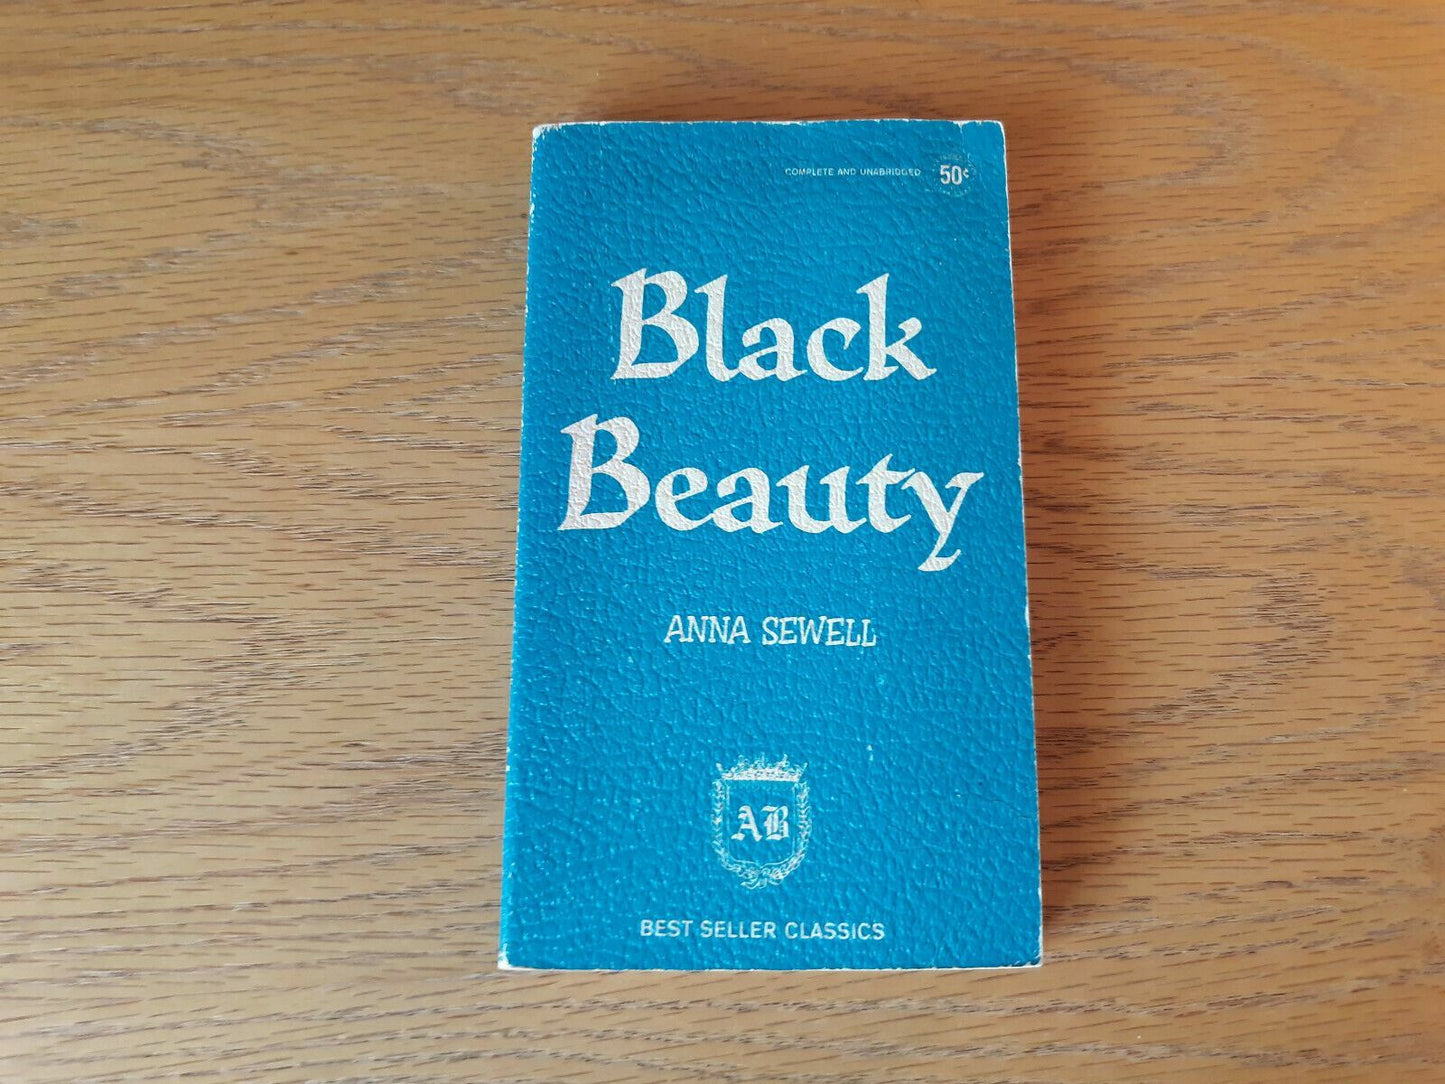 COMPLETE AND UNABRIDGED 50¢
Black
Beauty
ANNA SEWELL
AB
BEST SELLER CLASSICS